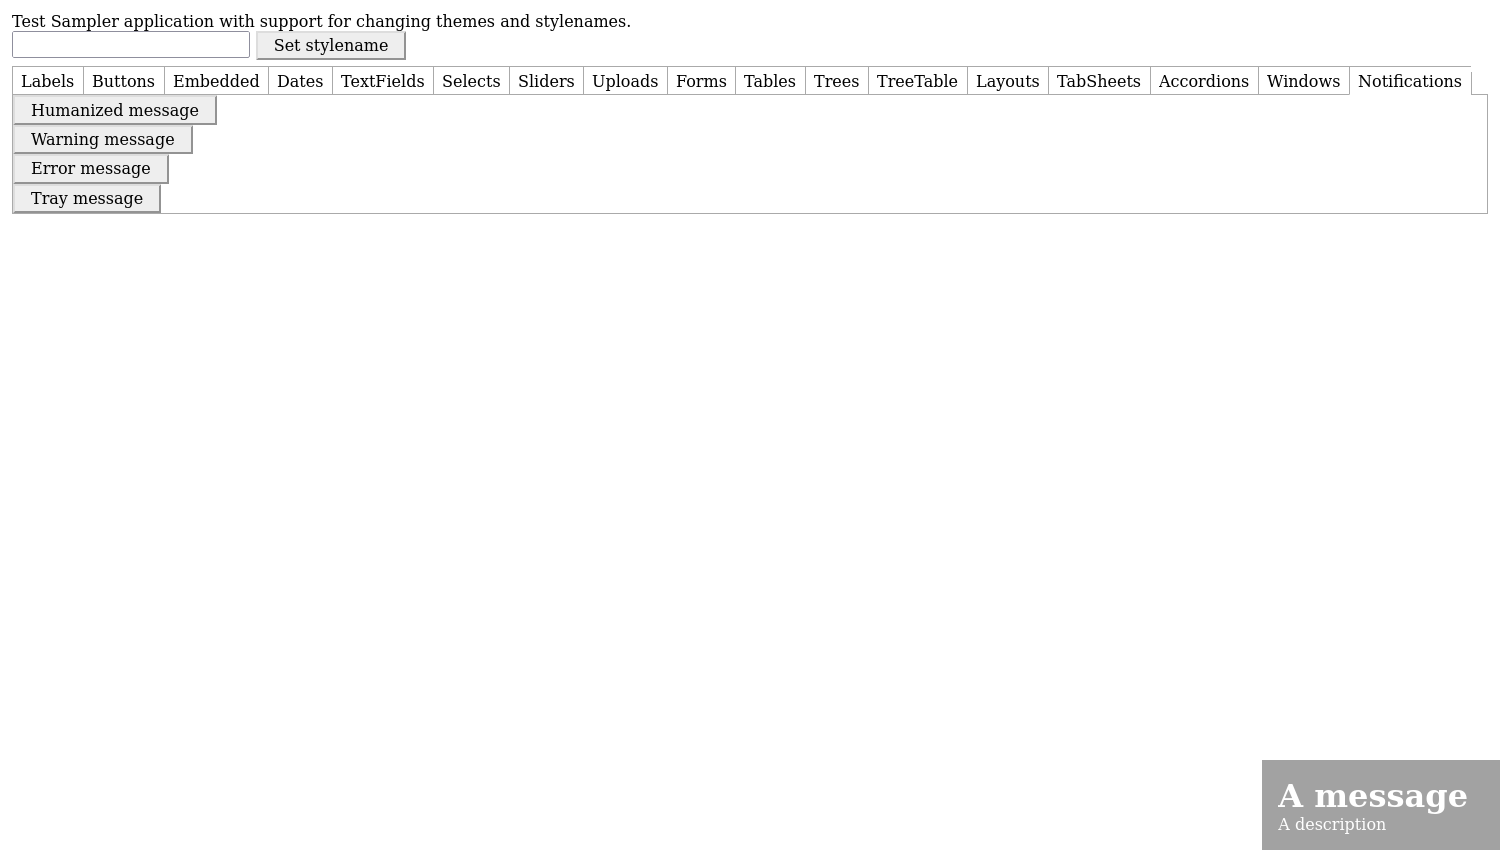 Test Sampler application with support for changing themes and stylenames.
Set stylename
Labels Buttons Embedded Dates TextFields Selects Sliders Uploads Forms Tables Trees TreeTable Layouts TabSheets Accordions Windows Notifications
Humanized message
Warning message
Error message
Tray message
A message
A description